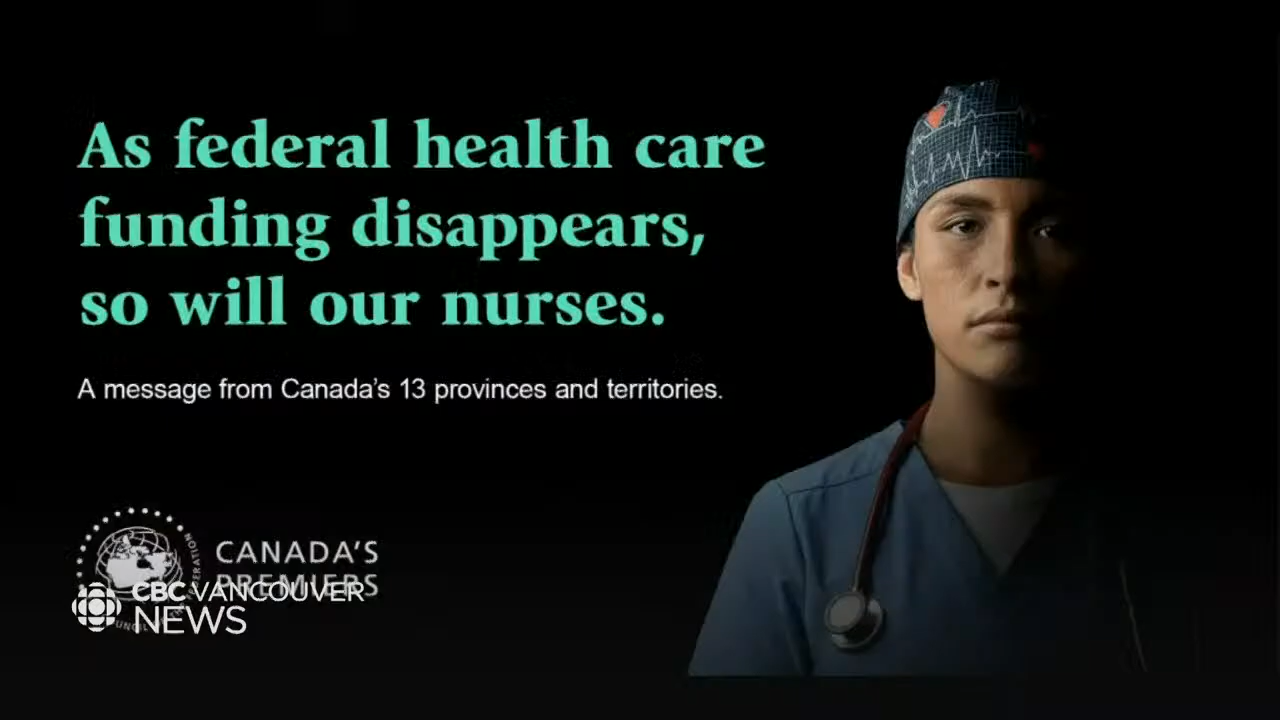 As federal health care
funding disappears,
so will our nurses.
A message from Canada's 13 provinces and territories.
CANADA'S
PREMIERS
CBC VANCOUVER
NEWS